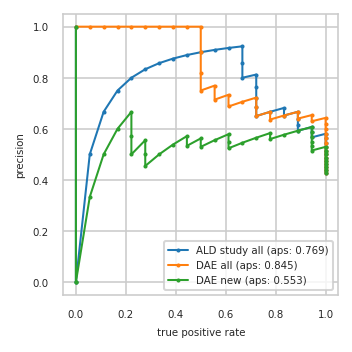 1.0
0.8
0.6
0.4
0.2
0.0
precision
ALD study all (aps: 0.769)
DAE all (aps: 0.845)
DAE new (aps: 0.553)
0.0 0.2 0.4 0.6 0.8 1.0
true positive rate